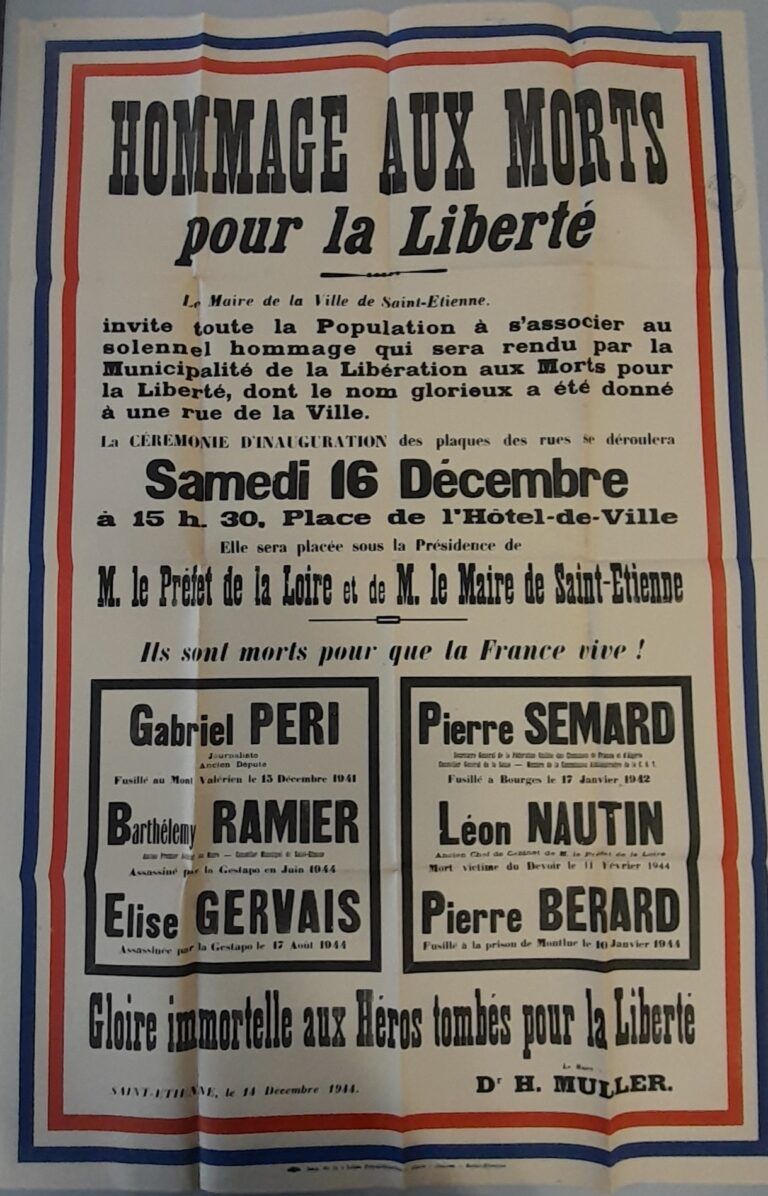 HOMMAGE AUX MORTS
pour la Liberté
Le Maire de la Ville de Saint-Etienne.
invite toute la Population à s'associer au
solennel hommage qui sera rendu par la
Municipalité de la Libération aux Morts pour
la Liberté, dont le nom glorieux a été donné
à une rue de la Ville.
La CÉRÉMONIE D'INAUGURATION des plaques des rues se déroulera
Samedi 16 Décembre
à 15 h. 30, Place de l'Hôtel-de-Ville
Elle sera placée sous la Présidence de
M. le Préfet de la Loire et de M. le Maire de Saint-Etienne
Ils sont morts pour que la France vive !
Gabriel PERI
Journaliste
Ancien Député
Fusillé au Mont Valérien le 15 Décembre 1941
Barthélemy RAMIER
Assassiné par la Gestapo en Juin 1944
Elise GERVAIS
Assassinée par la Gestapo le 17 Août 1944
Pierre SEMARD
Fusillé à Bourges le 17 Janvier 1942
Léon NAUTIN
Ancien Chef de Cabinet de M. le Préfet de la Loire
Mort victime du Devoir le 11 Février 1944
Pierre BERARD
Fusillé à la prison de Montluc le 10 Janvier 1944
Gloire immortelle aux Héros tombés pour la Liberté
SAINT-ETIENNE, le 14 Décembre 1944.
Le Maire
Dr H. MULLER.